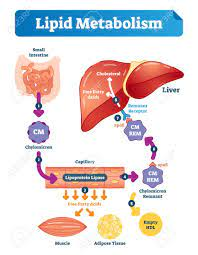 Lipid Metabolism
Small
Intestine
Cholesterol
Free Fatty
Acids
Liver
Remnant
Receptor
apoE
CM
Chylomicron
CM
REM
apoE
Chylomicron
Remnant
Capillary
Lipoprotein Lipase
Free Fatty Acids
Muscle
Adipose Tissue
Empty
HDL